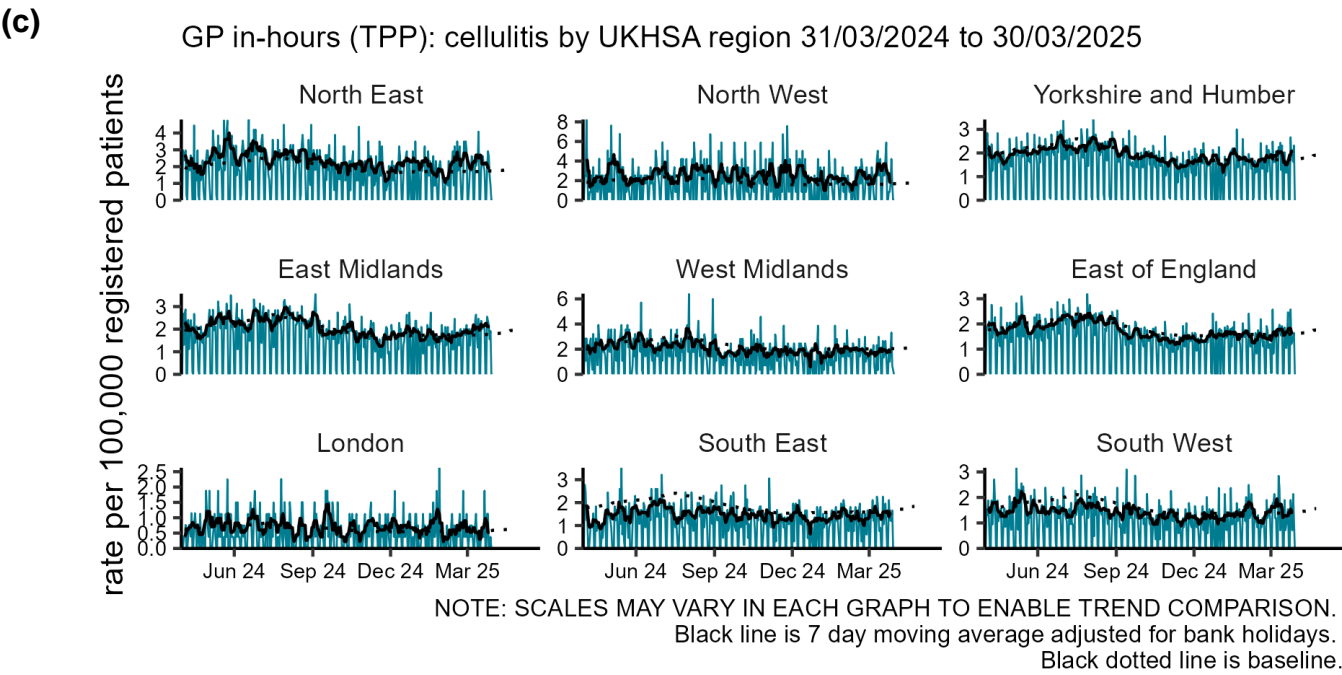 (c)
GP in-hours (TPP): cellulitis by UKHSA region 31/03/2024 to 30/03/2025
rate per 100,000 registered patients
North East
4
3
2
1
0
North West
8
6
4
2
0
Yorkshire and Humber
3
2
1
0
East Midlands
3
2
1
0
West Midlands
6
4
2
0
East of England
3
2
1
0
London
2.5
2.0
1.5
1.0
0.5
0.0
Jun 24 Sep 24 Dec 24 Mar 25
South East
3
2
1
0
Jun 24 Sep 24 Dec 24 Mar 25
South West
3
2
1
0
Jun 24 Sep 24 Dec 24 Mar 25
NOTE: SCALES MAY VARY IN EACH GRAPH TO ENABLE TREND COMPARISON.
Black line is 7 day moving average adjusted for bank holidays.
Black dotted line is baseline.